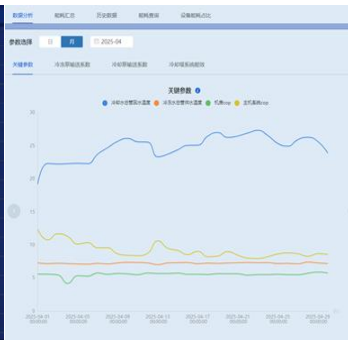 数据分析 能耗汇总 历史数据 能耗查询 设备能耗占比
参数选择 日 月 2025-04
关键参数 冷冻泵输送系数 冷却泵输送系数 冷却塔系统能效
关键参数
冷却水总管回水温度 冷冻水总管供水温度 机房cop 主机系统cop
30
25
20
15
10
5
0
2025-04-01 2025-04-05 2025-04-09 2025-04-13 2025-04-17 2025-04-21 2025-04-25 2025-04-29
00:00:00 00:00:00 00:00:00 00:00:00 00:00:00 00:00:00 00:00:00 00:00:00